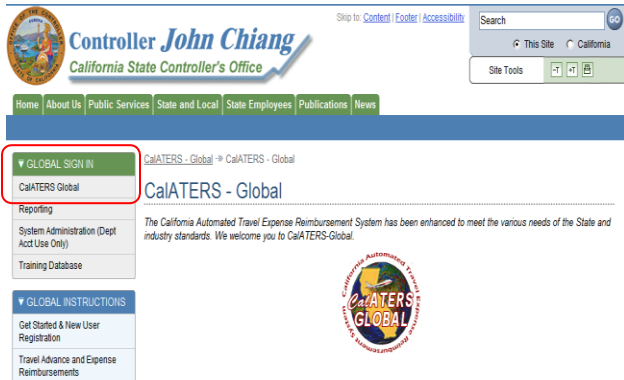 Skip to: Content | Footer | Accessibility
Search
GO
This Site California
Site Tools
-T +T
Controller John Chiang
California State Controller's Office
Home About Us Public Services State and Local State Employees Publications News
▼ GLOBAL SIGN IN
CalATERS Global
Reporting
System Administration (Dept
Acct Use Only)
Training Database
▼ GLOBAL INSTRUCTIONS
Get Started & New User
Registration
Travel Advance and Expense
Reimbursements
CalATERS - Global → CalATERS - Global
CalATERS - Global
The California Automated Travel Expense Reimbursement System has been enhanced to meet the various needs of the State and
industry standards. We welcome you to CalATERS-Global.
California Automated Travel Expense Reimbursement System
CalATERS
GLOBAL